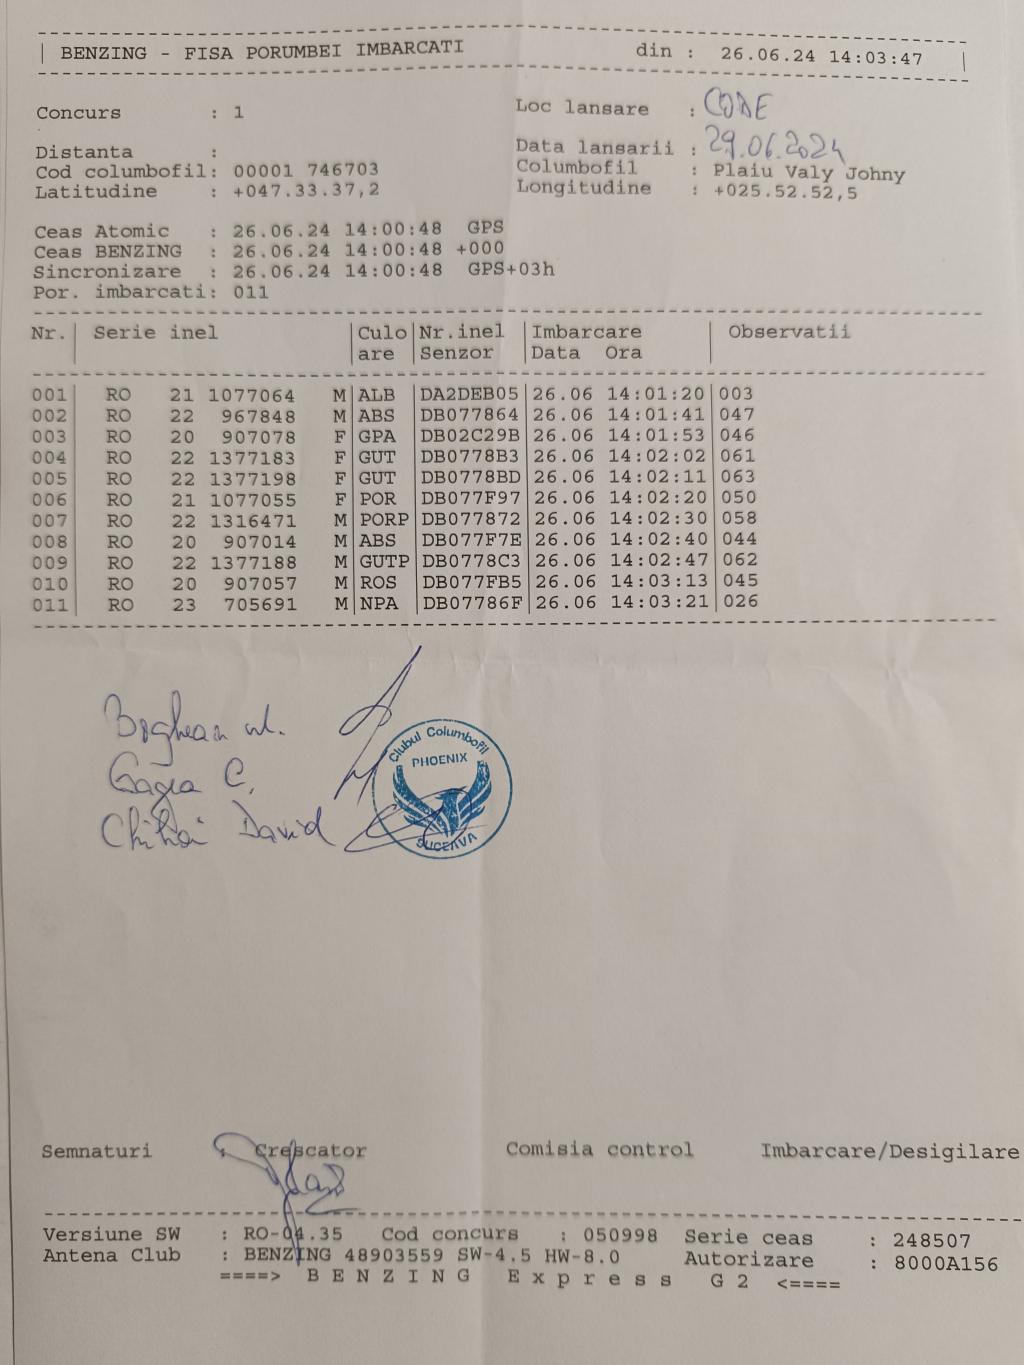 BENZING - FISA PORUMBEI IMBARCATI din : 26.06.24 14:03:47
Concurs : 1 Loc lansare :
Distanta : Data lansarii : 29.06.2024
Cod columbofil: 00001 746703 Columbofil : Plaiu Valy Johny
Latitudine : +047.33.37,2 Longitudine : +025.52.52,5
Ceas Atomic : 26.06.24 14:00:48 GPS
Ceas BENZING : 26.06.24 14:00:48 +000
Sincronizare : 26.06.24 14:00:48 GPS+03h
Por. imbarcati: 011
Nr. Serie inel Culo Nr.inel Imbarcare Observatii
are Senzor Data Ora
001 RO 21 1077064 M ALB DA2DEB05 26.06 14:01:20 003
002 RO 22 967848 M ABS DB077864 26.06 14:01:41 047
003 RO 20 907078 F GPA DB02C29B 26.06 14:01:53 046
004 RO 22 1377183 F GUT DB0778B3 26.06 14:02:02 061
005 RO 22 1377198 F GUT DB0778BD 26.06 14:02:11 063
006 RO 21 1077055 F POR DB077F97 26.06 14:02:20 050
007 RO 22 1316471 M PORP DB077872 26.06 14:02:30 058
008 RO 20 907014 M ABS DB077F7E 26.06 14:02:40 044
009 RO 22 1377188 M GUTP DB0778C3 26.06 14:02:47 062
010 RO 20 907057 M ROS DB077FB5 26.06 14:03:13 045
011 RO 23 705691 M NPA DB07786F 26.06 14:03:21 026
Boghean
C.
David
Clubul Columbofil
PHOENIX
SUCEAVA
Semnaturi Crescator Comisia control Imbarcare/Desigilare
Versiune SW : RO-04.35 Cod concurs : 050998 Serie ceas : 248507
Antena Club : BENZING 48903559 SW-4.5 HW-8.0 Autorizare : 8000A156
====> B E N Z I N G E x p r e s s G 2 <====